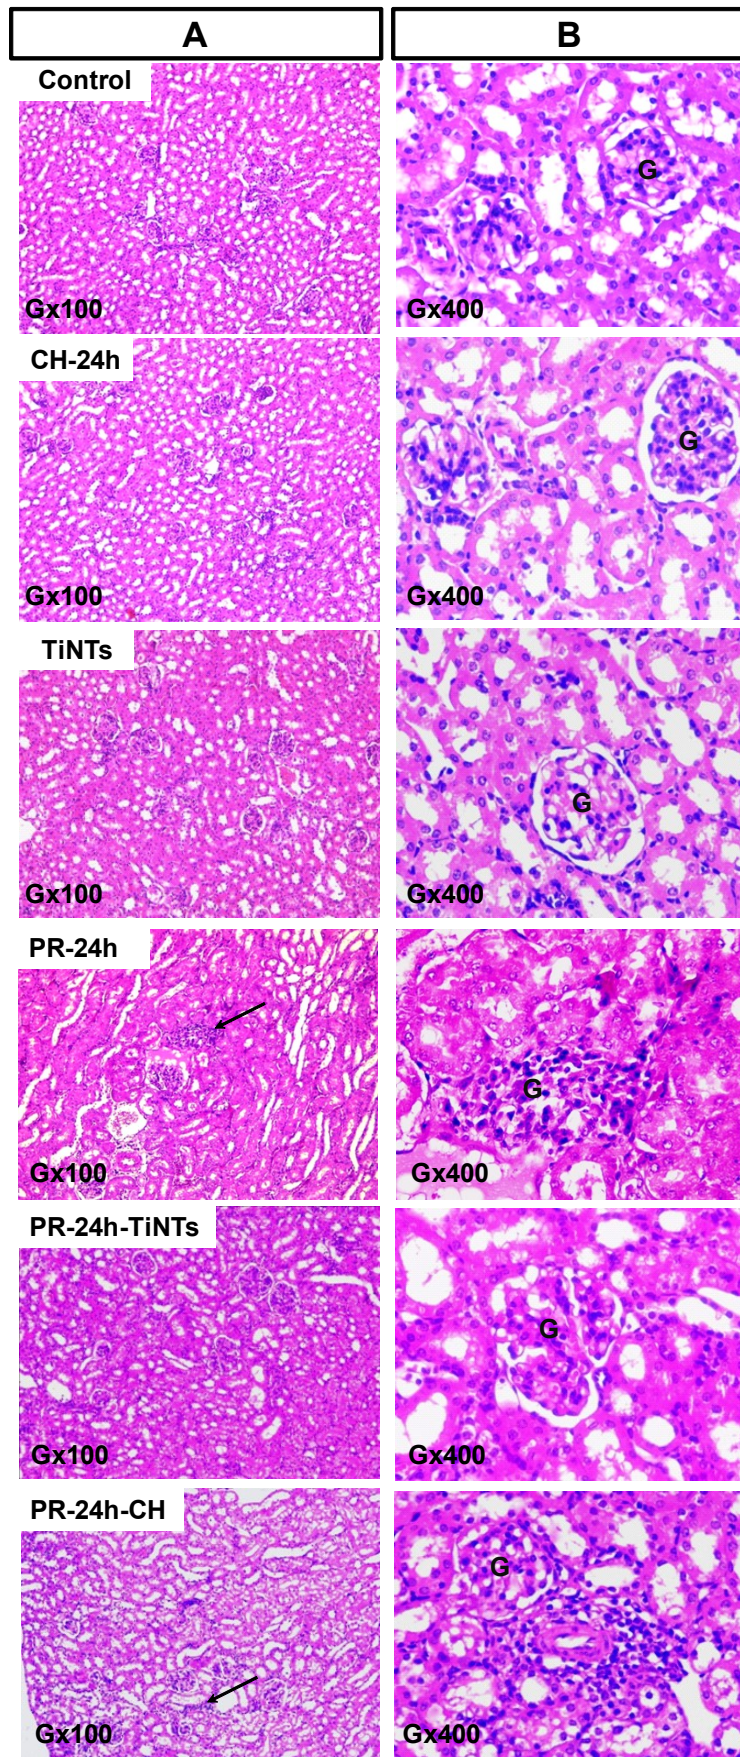 A
B
Control
G
Gx100
Gx400
CH-24h
G
Gx100
Gx400
TiNTs
G
Gx100
Gx400
PR-24h
G
Gx100
Gx400
PR-24h-TiNTs
G
Gx100
Gx400
PR-24h-CH
G
Gx100
Gx400